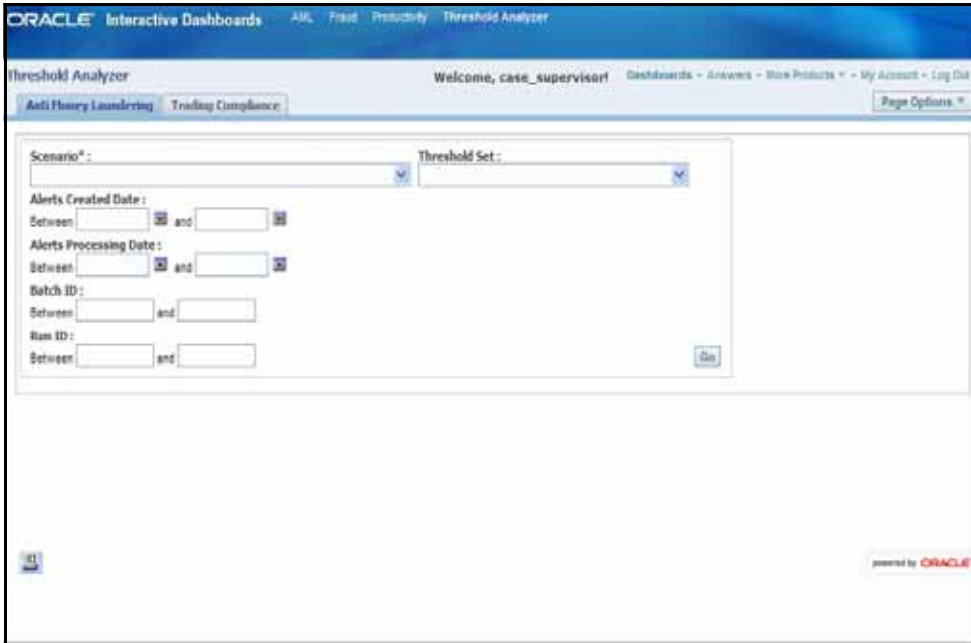 ORACLE Interactive Dashboards AML Fraud Productivity Threshold Analyzer
Threshold Analyzer Welcome, case_supervisor! Dashboards - Answers - More Products - My Account - Log Out
Anti Money Laundering Trading Compliance Page Options
Scenario* : Threshold Set :
Alerts Created Date :
Between and
Alerts Processing Date :
Between and
Batch ID :
Between and
Run ID :
Between and Go
powered by ORACLE